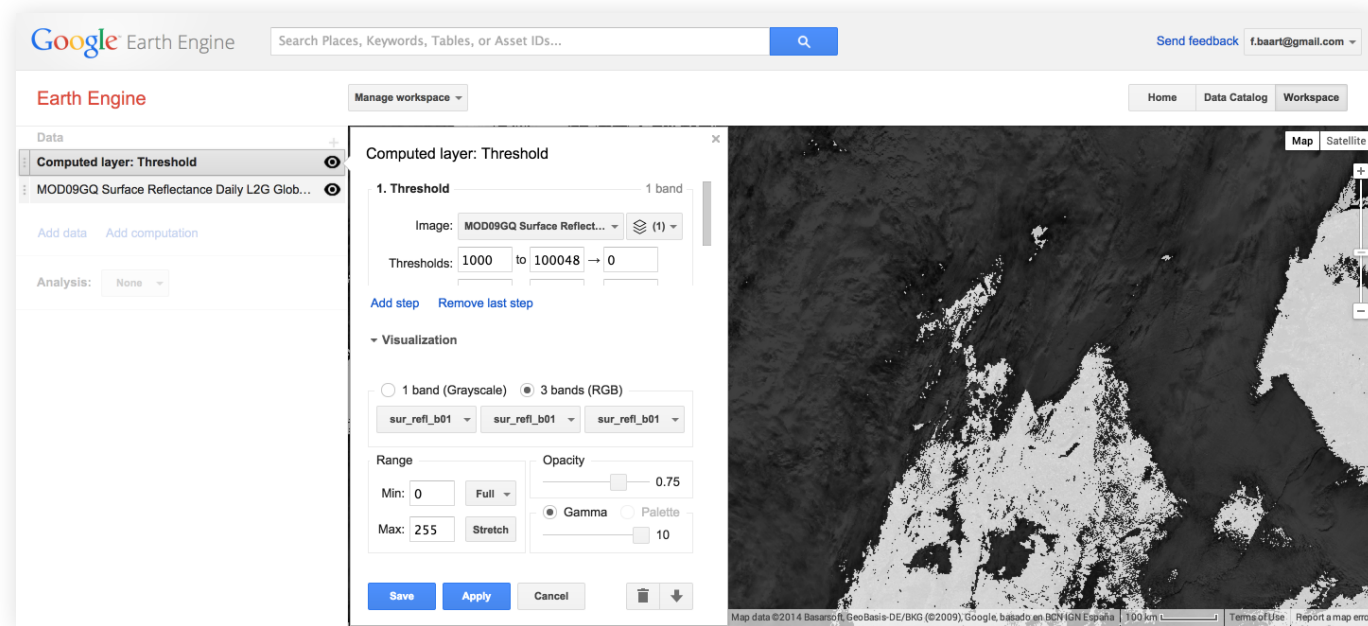 Google Earth Engine
Search Places, Keywords, Tables, or Asset IDs...
Send feedback
f.baart@gmail.com
Earth Engine
Manage workspace
Home
Data Catalog
Workspace
Data
Computed layer: Threshold
MOD09GQ Surface Reflectance Daily L2G Glob...
Add data
Add computation
Analysis:
None
Computed layer: Threshold
1. Threshold
1 band
Image:
MOD09GQ Surface Reflect...
(1)
Thresholds:
1000
to
100048
→
0
Add step
Remove last step
Visualization
1 band (Grayscale)
3 bands (RGB)
sur_refl_b01
sur_refl_b01
sur_refl_b01
Range
Min:
0
Full
Max:
255
Stretch
Opacity
0.75
Gamma
Palette
10
Save
Apply
Cancel
Map
Satellite
Map data ©2014 Basarsoft, GeoBasis-DE/BKG (©2009), Google, basado en BCN IGN España
100 km
Terms of Use
Report a map